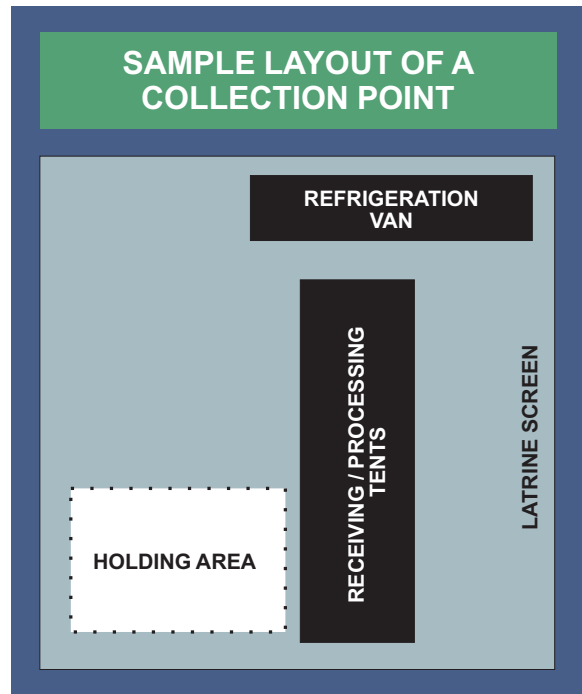 SAMPLE LAYOUT OF A
COLLECTION POINT
REFRIGERATION
VAN
RECEIVING / PROCESSING
TENTS
LATRINE SCREEN
HOLDING AREA